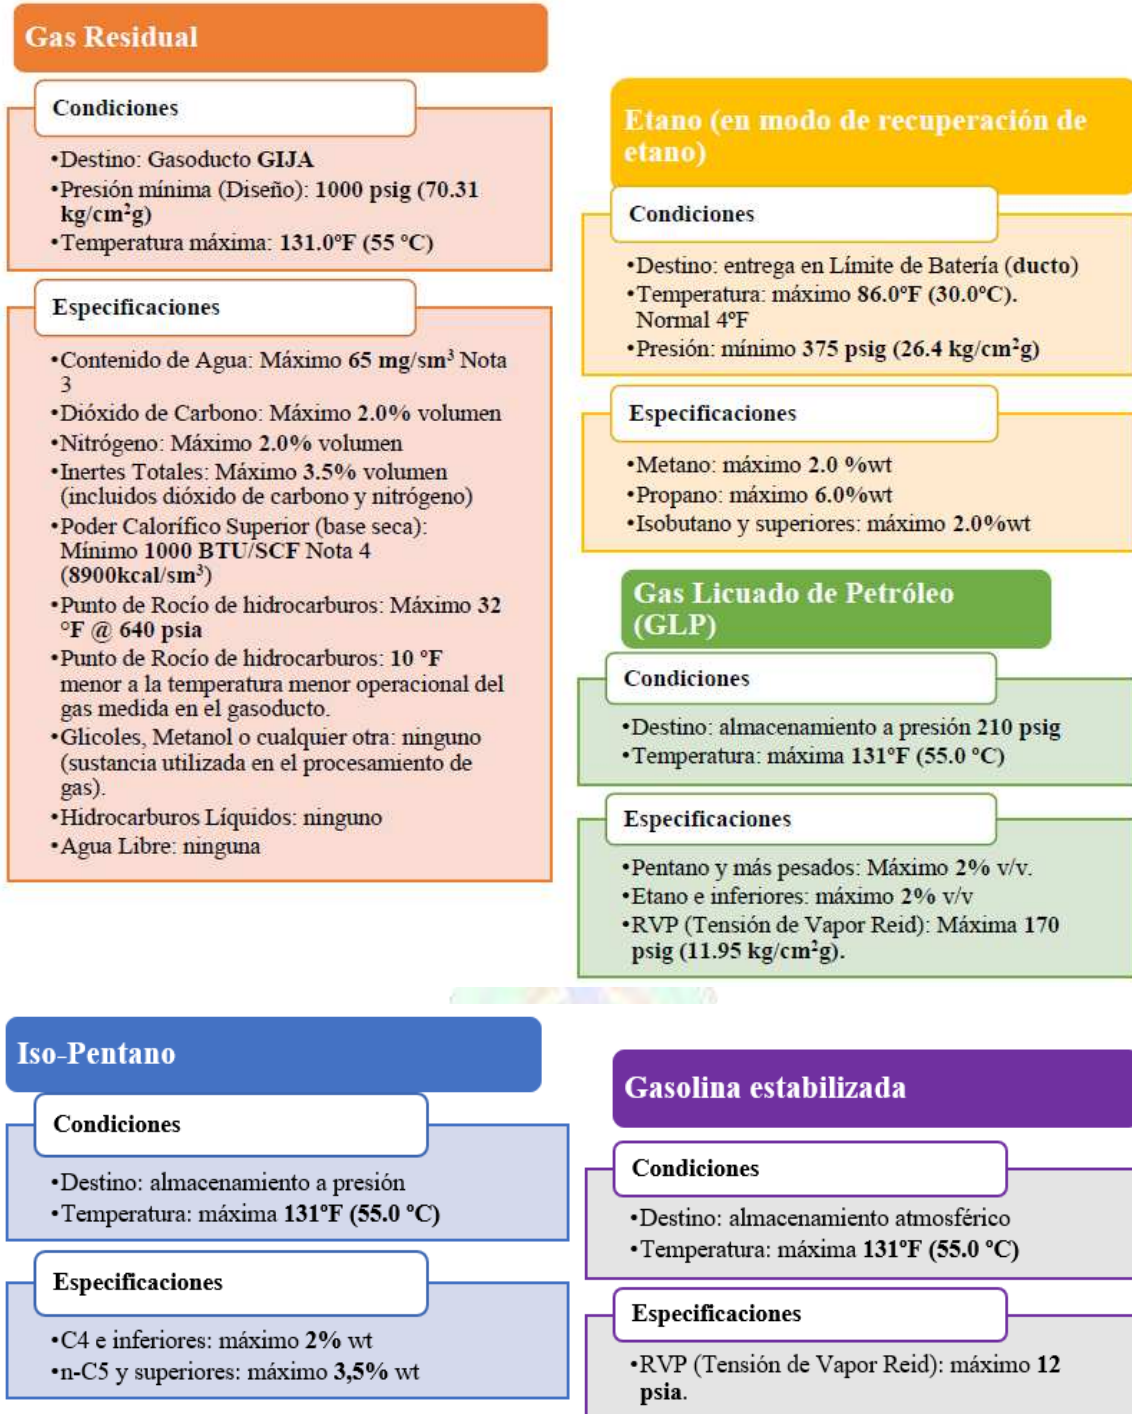 Gas Residual
Condiciones
•Destino: Gasoducto GIJA
•Presión mínima (Diseño): 1000 psig (70.31
kg/cm²g)
•Temperatura máxima: 131.0ºF (55 ºC)
Especificaciones
•Contenido de Agua: Máximo 65 mg/sm³ Nota
3
•Dióxido de Carbono: Máximo 2.0% volumen
•Nitrógeno: Máximo 2.0% volumen
•Inertes Totales: Máximo 3.5% volumen
(incluidos dióxido de carbono y nitrógeno)
•Poder Calorífico Superior (base seca):
Mínimo 1000 BTU/SCF Nota 4
(8900kcal/sm³)
•Punto de Rocío de hidrocarburos: Máximo 32
°F @ 640 psia
•Punto de Rocío de hidrocarburos: 10 °F
menor a la temperatura menor operacional del
gas medida en el gasoducto.
•Glicoles, Metanol o cualquier otra: ninguno
(sustancia utilizada en el procesamiento de
gas).
•Hidrocarburos Líquidos: ninguno
•Agua Libre: ninguna
Etano (en modo de recuperación de
etano)
Condiciones
•Destino: entrega en Límite de Batería (ducto)
•Temperatura: máximo 86.0ºF (30.0ºC).
Normal 4ºF
•Presión: mínimo 375 psig (26.4 kg/cm²g)
Especificaciones
•Metano: máximo 2.0 %wt
•Propano: máximo 6.0%wt
•Isobutano y superiores: máximo 2.0%wt
Gas Licuado de Petróleo
(GLP)
Condiciones
•Destino: almacenamiento a presión 210 psig
•Temperatura: máxima 131ºF (55.0 ºC)
Especificaciones
•Pentano y más pesados: Máximo 2% v/v.
•Etano e inferiores: máximo 2% v/v
•RVP (Tensión de Vapor Reid): Máxima 170
psig (11.95 kg/cm²g).
Iso-Pentano
Condiciones
•Destino: almacenamiento a presión
•Temperatura: máxima 131ºF (55.0 ºC)
Especificaciones
•C4 e inferiores: máximo 2% wt
•n-C5 y superiores: máximo 3,5% wt
Gasolina estabilizada
Condiciones
•Destino: almacenamiento atmosférico
•Temperatura: máxima 131ºF (55.0 ºC)
Especificaciones
•RVP (Tensión de Vapor Reid): máximo 12
psia.